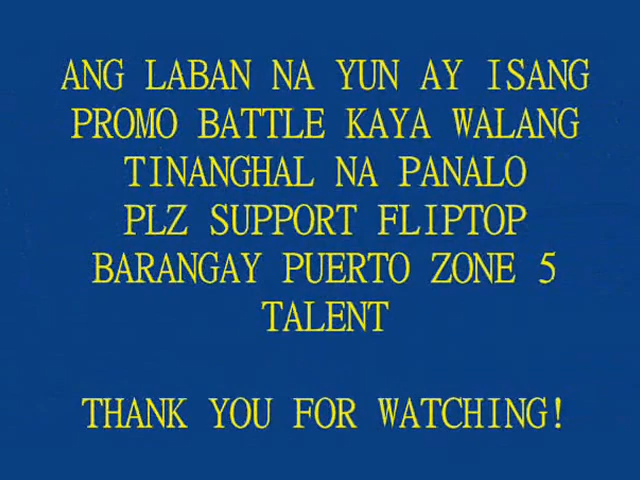 ANG LABAN NA YUN AY ISANG
PROMO BATTLE KAYA WALANG
TINANGHAL NA PANALO
PLZ SUPPORT FLIPTOP
BARANGAY PUERTO ZONE 5
TALENT
THANK YOU FOR WATCHING!